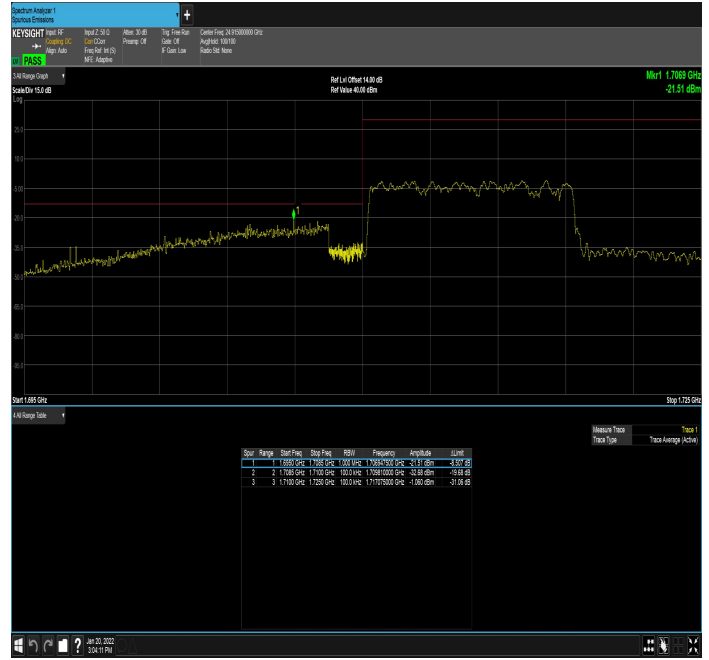 Spectrum Analyzer 1
Spurious Emissions
+
KEYSIGHT Input: RF Input Z: 50 Ω Atten: 30 dB Trig: Free Run Center Freq: 24.915000000 GHz
Coupling: DC Corr CCorr Preamp: Off Gate: Off Avg|Hold: 100/100
Align: Auto Freq Ref: Int (S) IF Gain: Low Radio Std: None
PASS NFE: Adaptive
3 All Range Graph
Ref Lvl Offset 14.00 dB Mkr1 1.7069 GHz
Scale/Div 15.0 dB Ref Value 40.00 dBm -21.51 dBm
Log
25.0
10.0
-5.00
-20.0
1
-35.0
-50.0
-65.0
-80.0
-95.0
Start 1.695 GHz Stop 1.725 GHz
4 All Range Table
Measure Trace Trace 1
Trace Type Trace Average (Active)
Spur Range Start Freq Stop Freq RBW Frequency Amplitude ΔLimit
1 1 1.6950 GHz 1.7085 GHz 1.000 MHz 1.706947500 GHz -21.51 dBm -8.507 dB
2 2 1.7085 GHz 1.7100 GHz 100.0 kHz 1.709810000 GHz -32.68 dBm -19.68 dB
3 3 1.7100 GHz 1.7250 GHz 100.0 kHz 1.717075000 GHz -1.060 dBm -31.06 dB
? Jan 20, 2022
3:04:11 PM